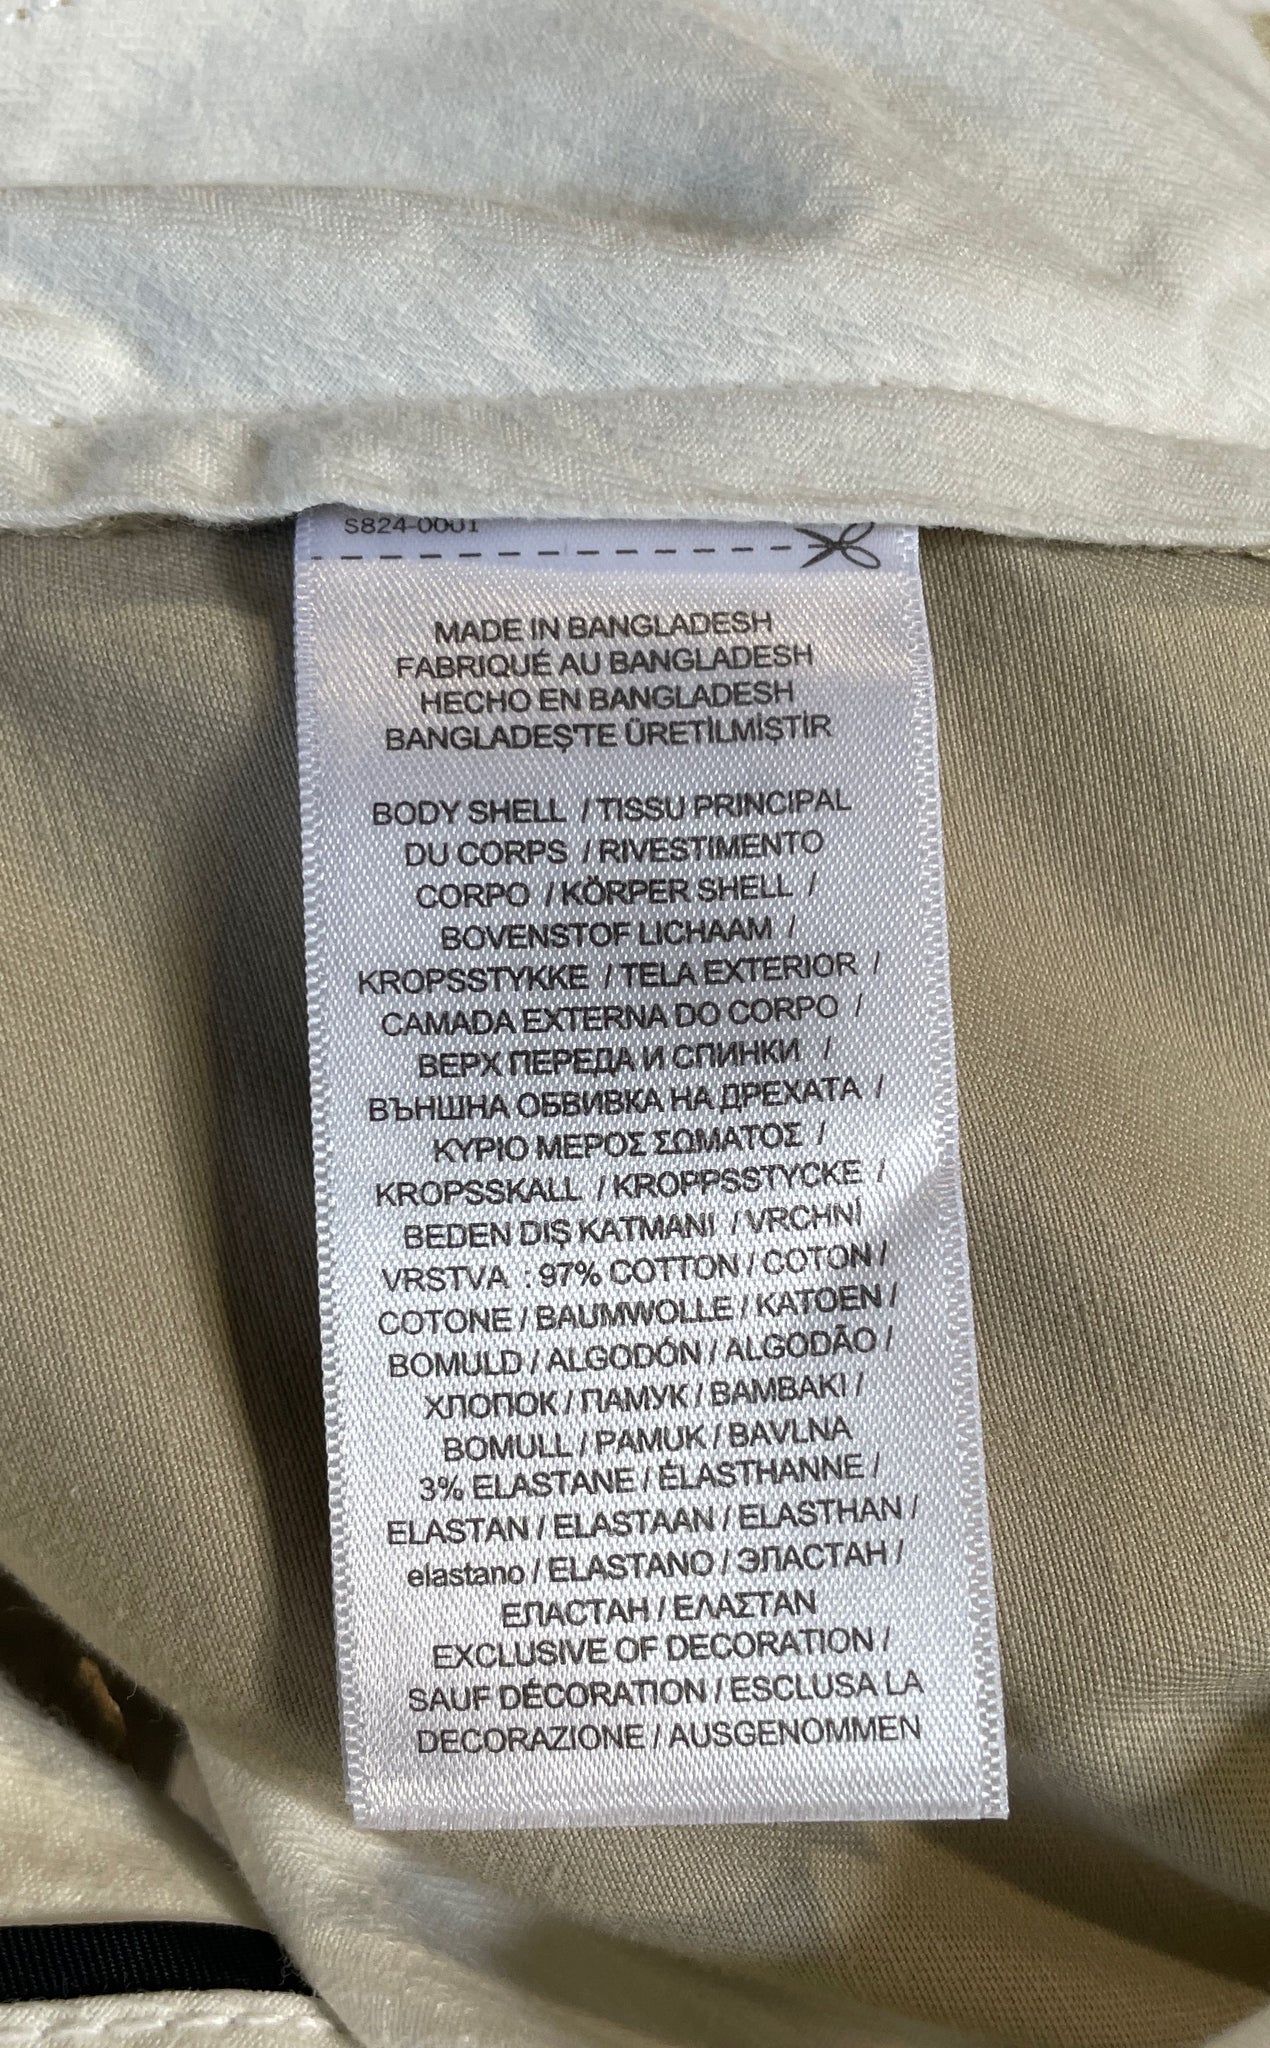 S824-0001
MADE IN BANGLADESH
FABRIQUÉ AU BANGLADESH
HECHO EN BANGLADESH
BANGLADEŞ'TE ÜRETİLMİŞTİR
BODY SHELL / TISSU PRINCIPAL
DU CORPS / RIVESTIMENTO
CORPO / KÖRPER SHELL /
BOVENSTOF LICHAAM /
KROPSSTYKKE / TELA EXTERIOR /
CAMADA EXTERNA DO CORPO /
ВЕРХ ПЕРЕДА И СПИНКИ /
ВЪНШНА ОБВИВКА НА ДРЕХАТА /
ΚΥΡΙΟ ΜΕΡΟΣ ΣΩΜΑΤΟΣ /
KROPSSKALL / KROPPSSTYCKE /
BEDEN DIŞ KATMANI / VRCHNÍ
VRSTVA : 97% COTTON / COTON /
COTONE / BAUMWOLLE / KATOEN /
BOMULD / ALGODÓN / ALGODÃO /
ХЛОПОК / ПАМУК / ΒΑΜΒΑΚΙ /
BOMULL / PAMUK / BAVLNA
3% ELASTANE / ÉLASTHANNE /
ELASTAN / ELASTAAN / ELASTHAN /
elastano / ELASTANO / ЭЛАСТАН /
ЕЛАСТАН / ΕΛΑΣΤΑΝ
EXCLUSIVE OF DECORATION /
SAUF DÉCORATION / ESCLUSA LA
DECORAZIONE / AUSGENOMMEN